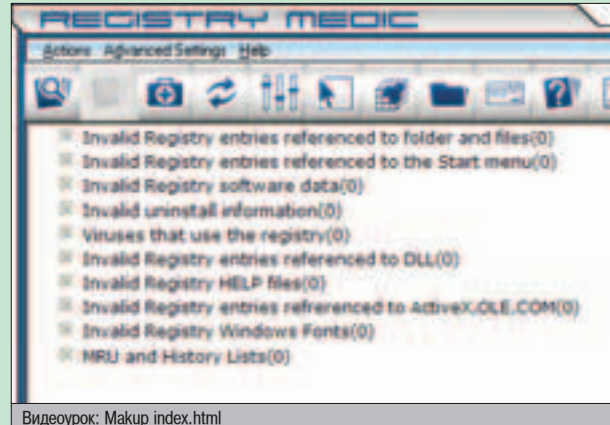 REGISTRY MEDIC
Actions Advanced Settings Help
Invalid Registry entries referenced to folder and files(0)
Invalid Registry entries referenced to the Start menu(0)
Invalid Registry software data(0)
Invalid uninstall information(0)
Viruses that use the registry(0)
Invalid Registry entries referenced to DLL(0)
Invalid Registry HELP files(0)
Invalid Registry entries refrerenced to ActiveX,OLE,COM(0)
Invalid Registry Windows Fonts(0)
MRU and History Lists(0)
Видеоурок: Makup index.html